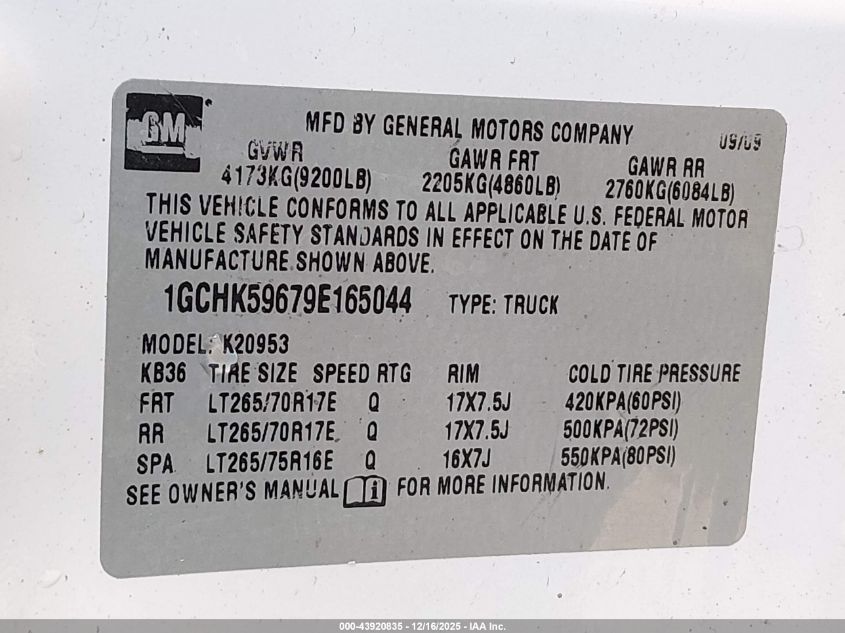 GM
MFD BY GENERAL MOTORS COMPANY 09/09
GVWR GAWR FRT GAWR RR
4173KG(9200LB) 2205KG(4860LB) 2760KG(6084LB)
THIS VEHICLE CONFORMS TO ALL APPLICABLE U.S. FEDERAL MOTOR
VEHICLE SAFETY STANDARDS IN EFFECT ON THE DATE OF
MANUFACTURE SHOWN ABOVE.
1GCHK59679E165044 TYPE: TRUCK
MODEL: K20953
KB36 TIRE SIZE SPEED RTG RIM COLD TIRE PRESSURE
FRT LT265/70R17E Q 17X7.5J 420KPA(60PSI)
RR LT265/70R17E Q 17X7.5J 500KPA(72PSI)
SPA LT265/75R16E Q 16X7J 550KPA(80PSI)
SEE OWNER'S MANUAL i FOR MORE INFORMATION.
000-43920835 - 12/16/2025 - IAA Inc.